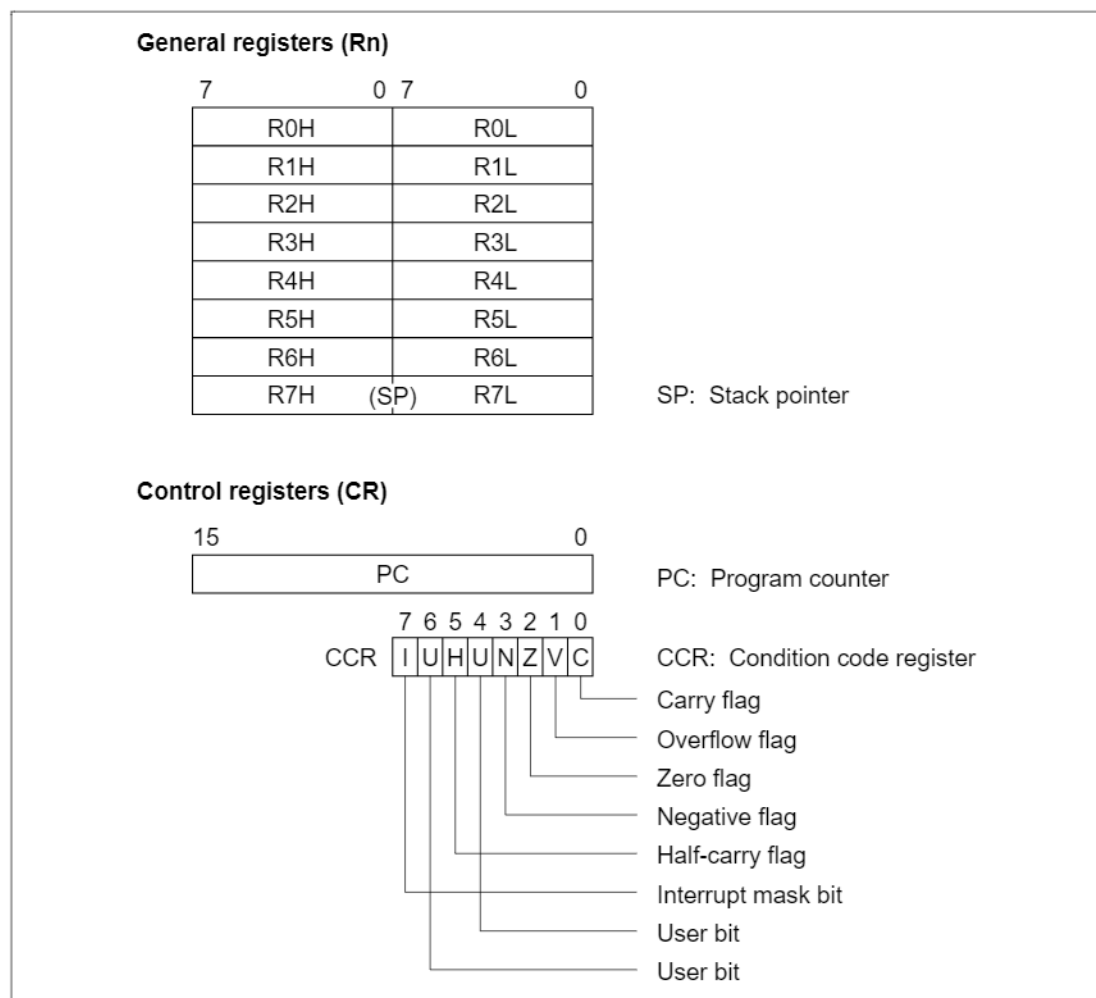 General registers (Rn)
7 0 7 0
R0H R0L
R1H R1L
R2H R2L
R3H R3L
R4H R4L
R5H R5L
R6H R6L
R7H (SP) R7L SP: Stack pointer
Control registers (CR)
15 0
PC PC: Program counter
7 6 5 4 3 2 1 0
CCR I U H U N Z V C CCR: Condition code register
Carry flag
Overflow flag
Zero flag
Negative flag
Half-carry flag
Interrupt mask bit
User bit
User bit